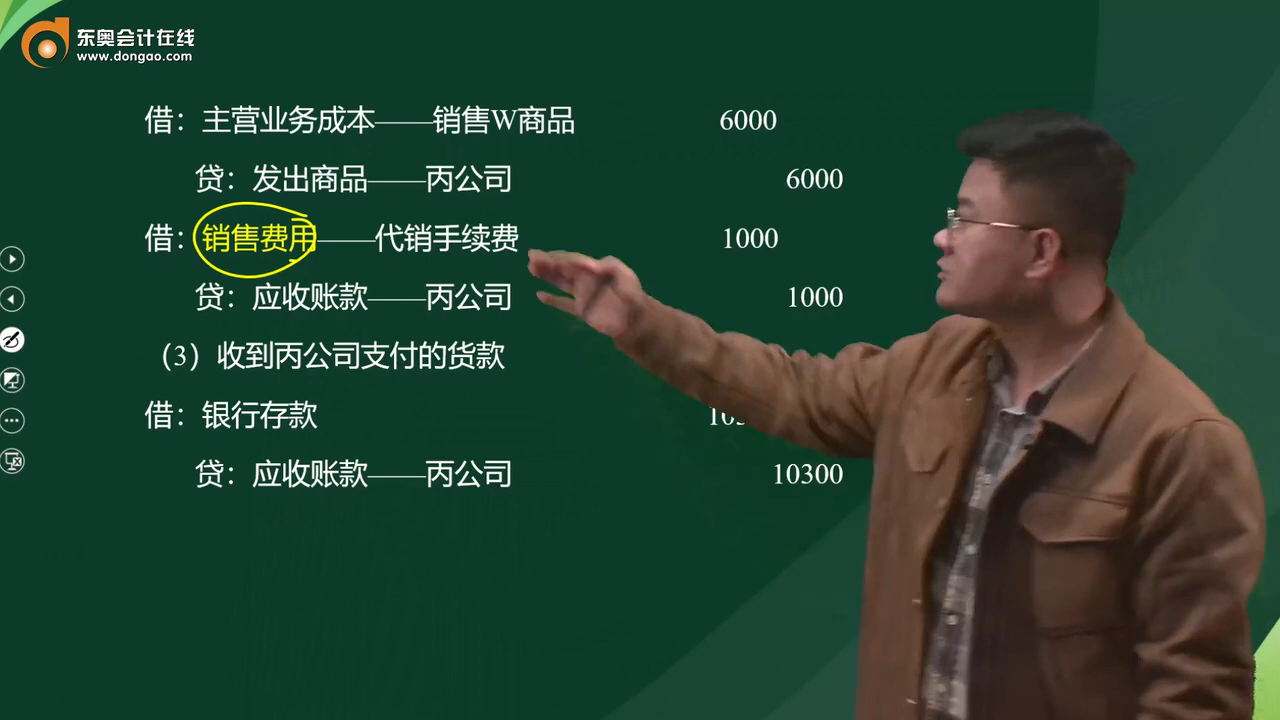 东奥会计在线
www.dongao.com
借：主营业务成本——销售W商品 6000
贷：发出商品——丙公司 6000
借：销售费用——代销手续费 1000
贷：应收账款——丙公司 1000
（3）收到丙公司支付的货款
借：银行存款
贷：应收账款——丙公司 10300